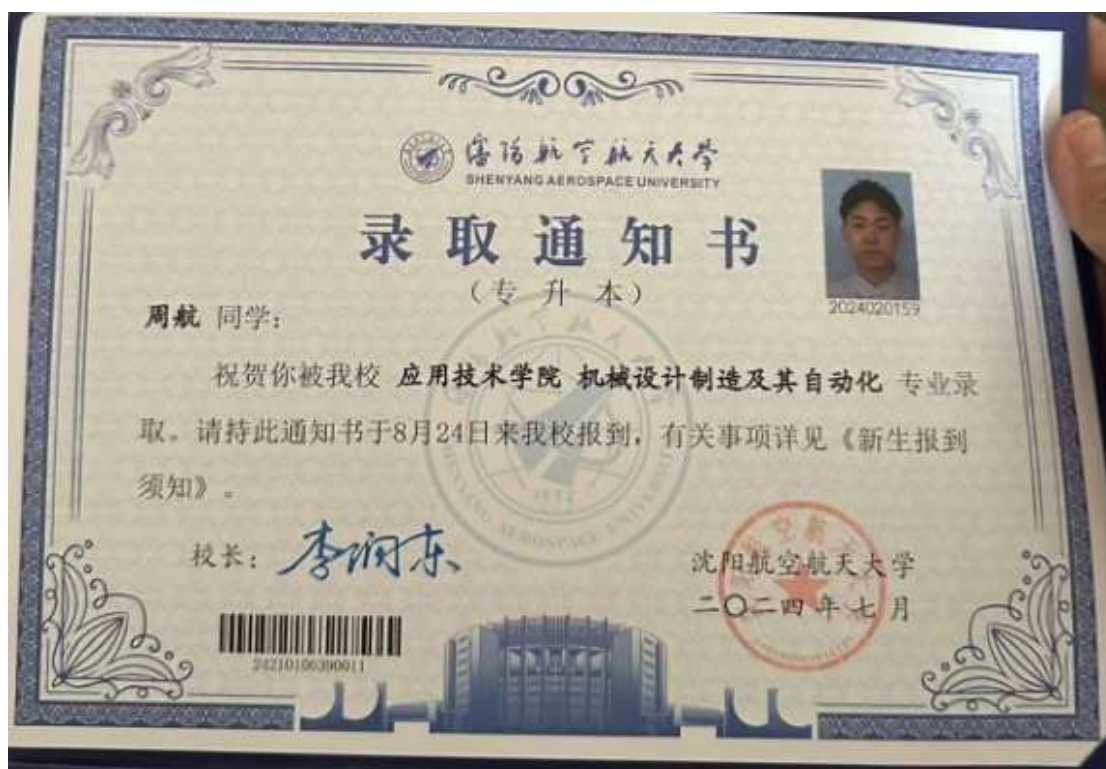 沈阳航空航天大学
SHENYANG AEROSPACE UNIVERSITY
录取通知书
(专升本)
2024020159
周航 同学:
祝贺你被我校 应用技术学院 机械设计制造及其自动化 专业录
取。请持此通知书于8月24日来我校报到,有关事项详见《新生报到
须知》。
校长: 李润东
沈阳航空航天大学
二〇二四年七月